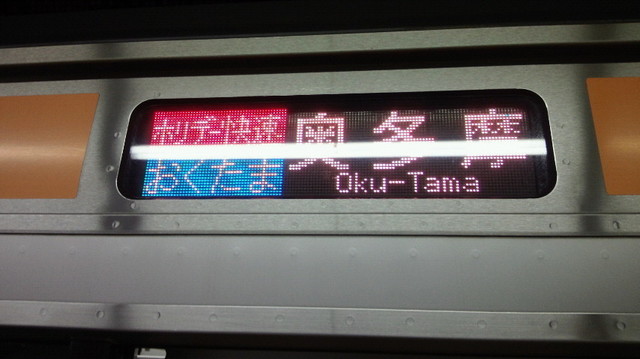 ホリデー快速
おくたま
奥多摩
Oku-Tama